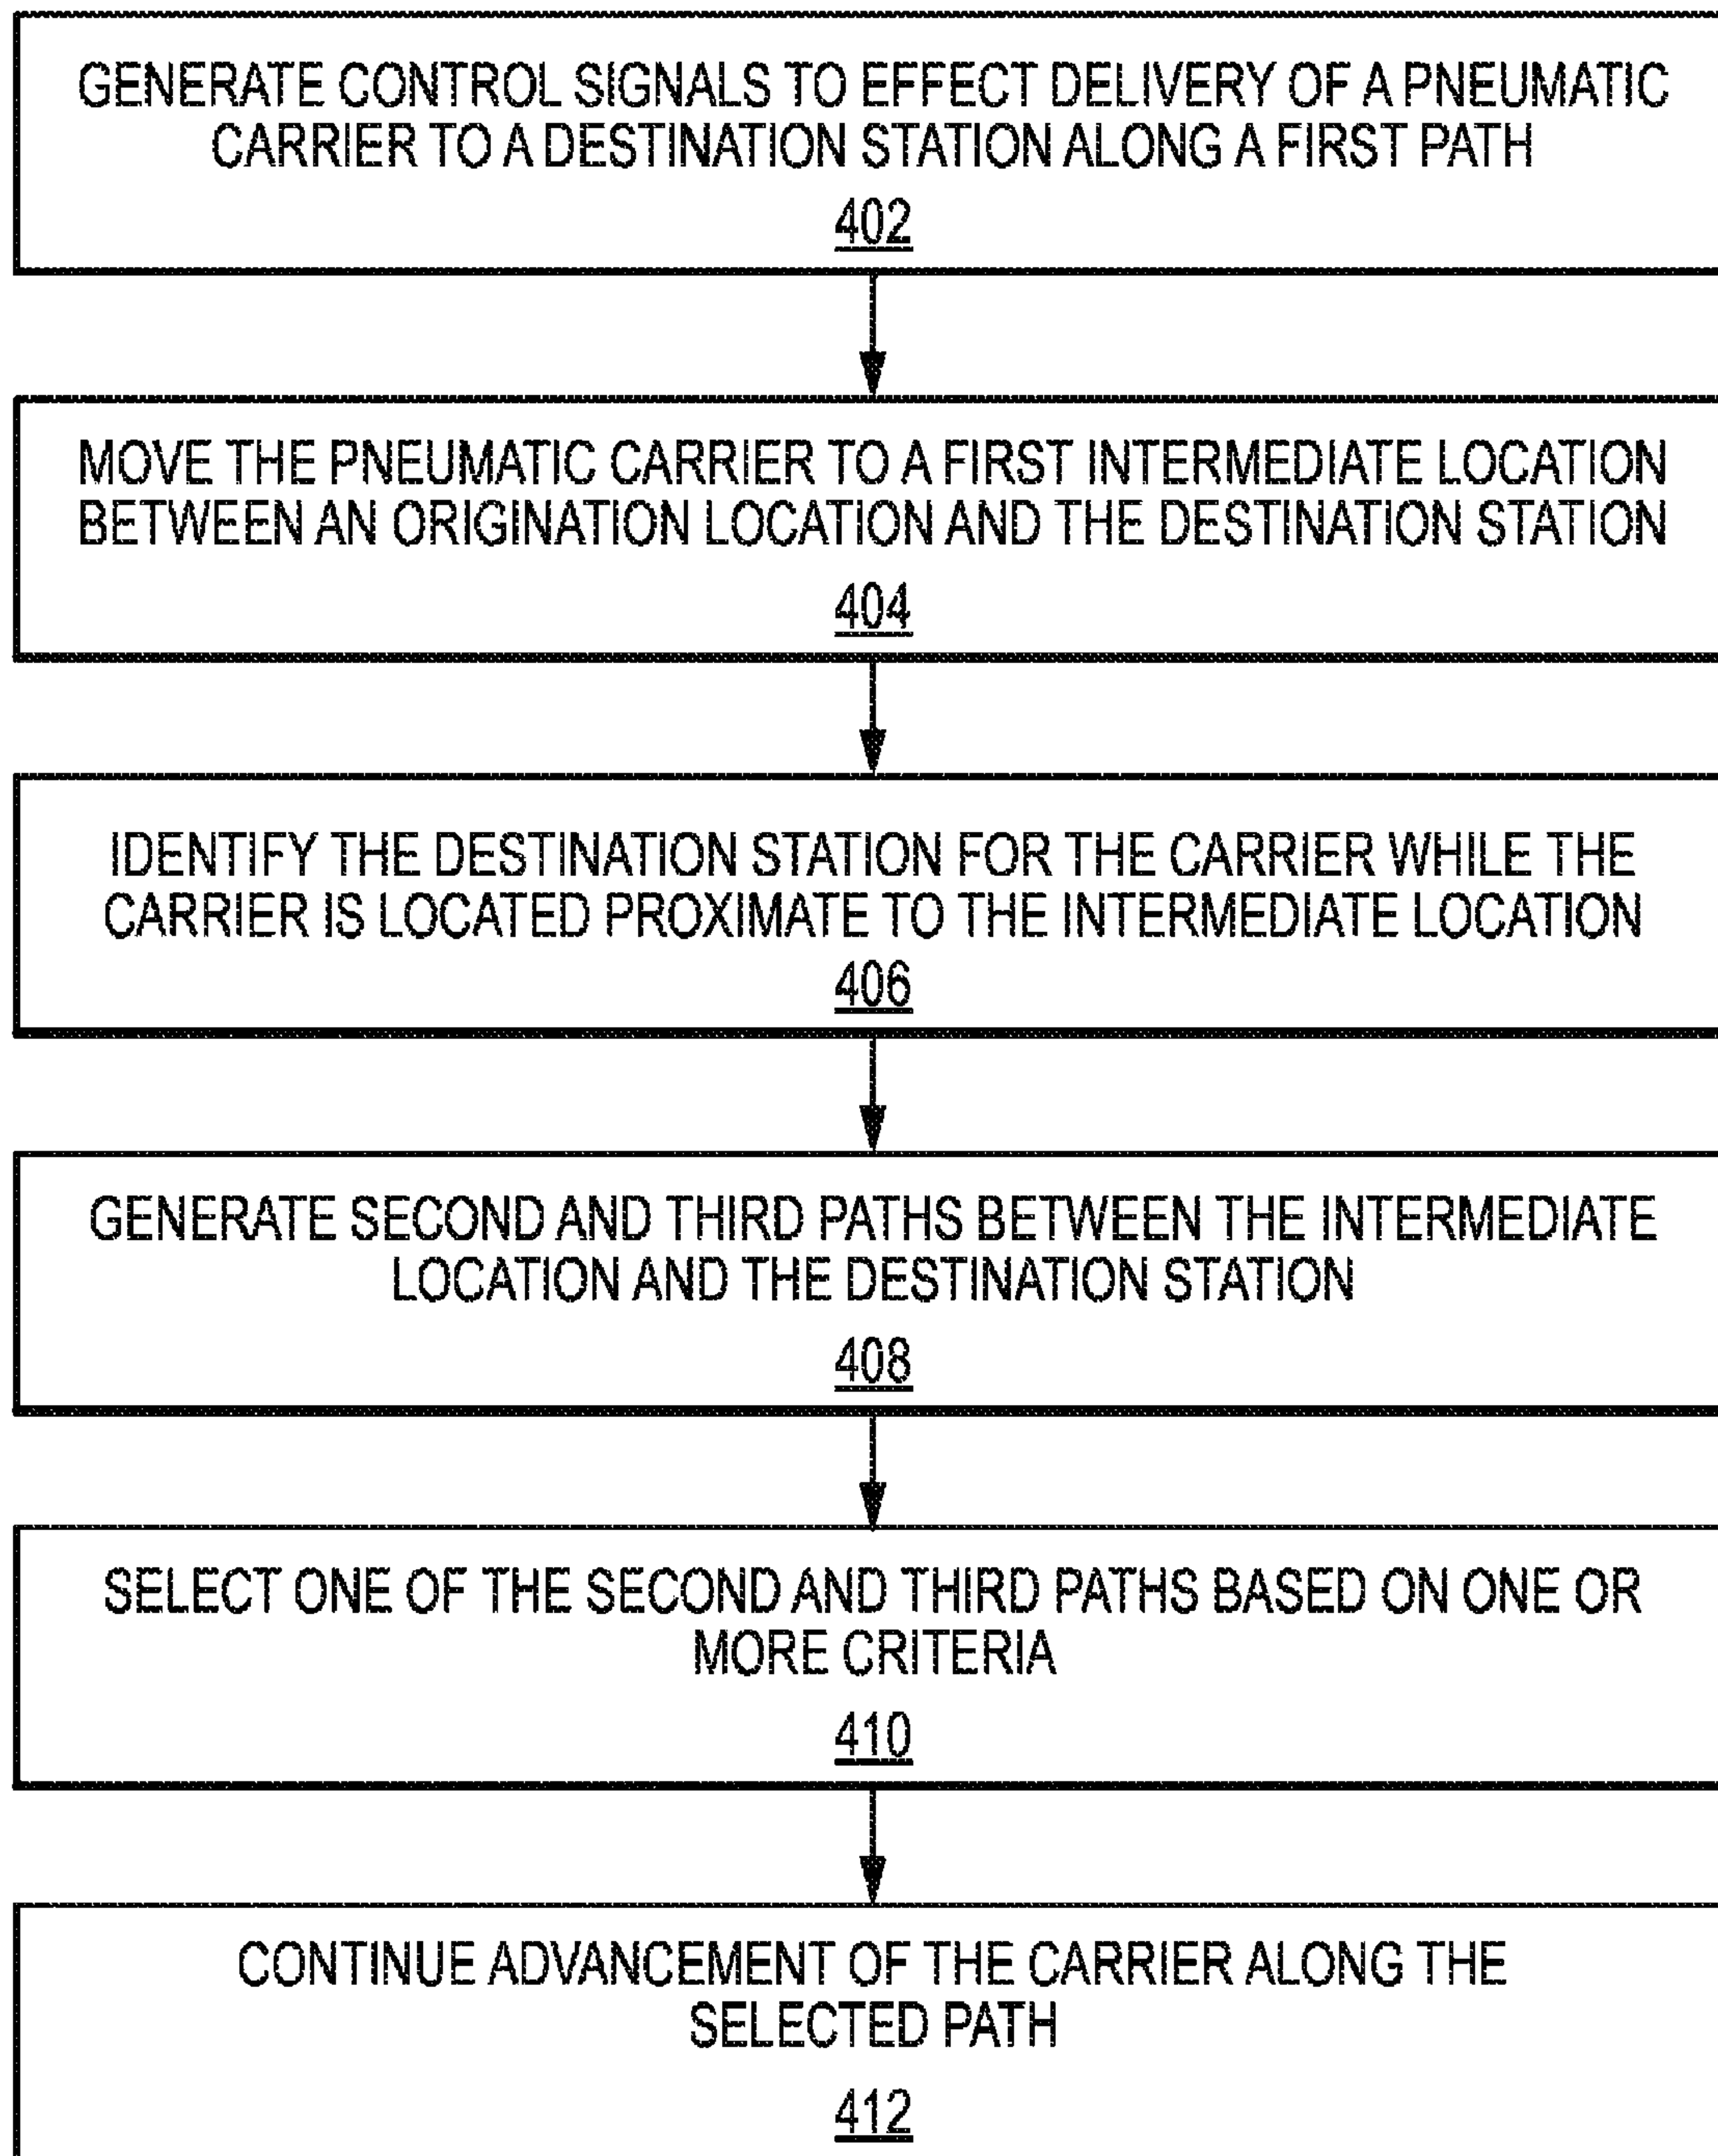 GENERATE CONTROL SIGNALS TO EFFECT DELIVERY OF A PNEUMATIC
CARRIER TO A DESTINATION STATION ALONG A FIRST PATH
402
MOVE THE PNEUMATIC CARRIER TO A FIRST INTERMEDIATE LOCATION
BETWEEN AN ORIGINATION LOCATION AND THE DESTINATION STATION
404
IDENTIFY THE DESTINATION STATION FOR THE CARRIER WHILE THE
CARRIER IS LOCATED PROXIMATE TO THE INTERMEDIATE LOCATION
406
GENERATE SECOND AND THIRD PATHS BETWEEN THE INTERMEDIATE
LOCATION AND THE DESTINATION STATION
408
SELECT ONE OF THE SECOND AND THIRD PATHS BASED ON ONE OR
MORE CRITERIA
410
CONTINUE ADVANCEMENT OF THE CARRIER ALONG THE
SELECTED PATH
412